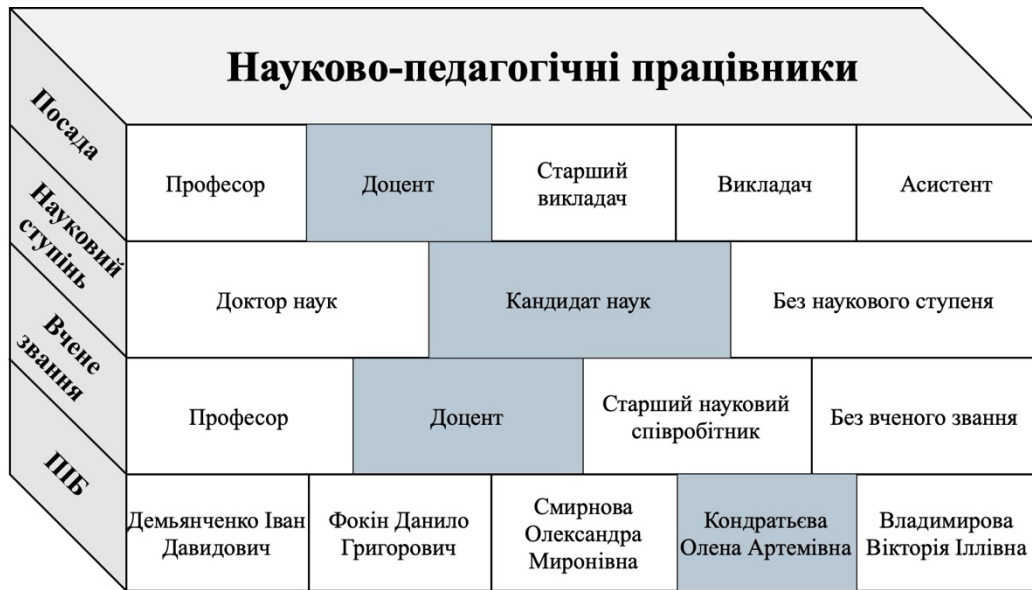 Науково-педагогічні працівники
Посада
Професор
Доцент
Старший
викладач
Викладач
Асистент
Науковий
ступінь
Доктор наук
Кандидат наук
Без наукового ступеня
Вчене
звання
Професор
Доцент
Старший науковий
співробітник
Без вченого звання
ПІБ
Демьянченко Іван
Давидович
Фокін Данило
Григорович
Смирнова
Олександра
Миронівна
Кондратьєва
Олена Артемівна
Владимирова
Вікторія Іллівна